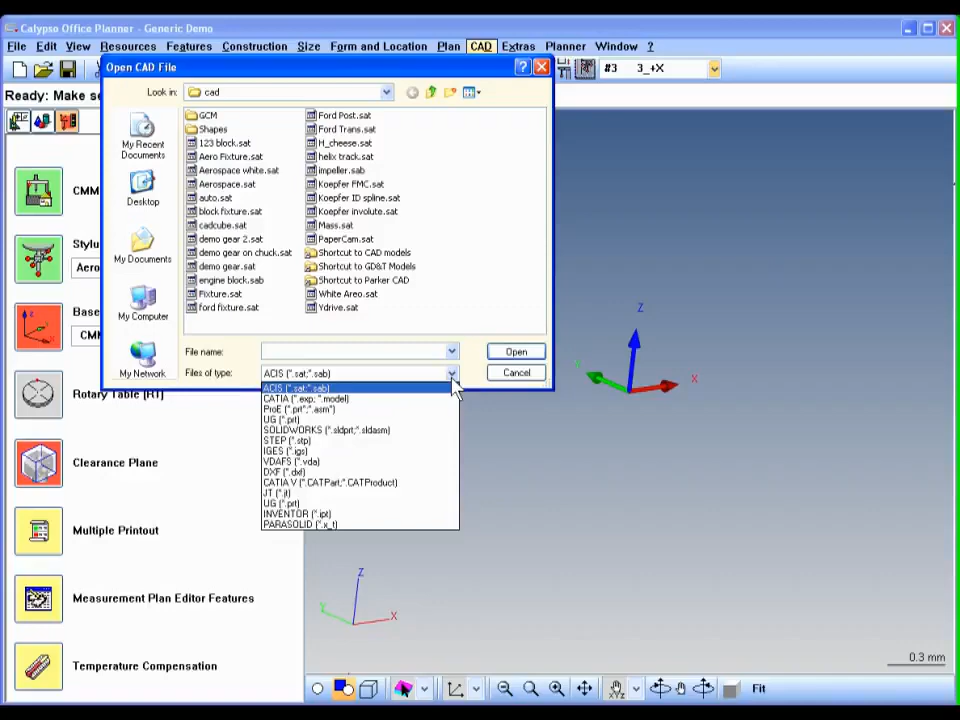 Calypso Office Planner - Generic Demo
File Edit View Resources Features Construction Size Form and Location Plan CAD Extras Planner Window ?
Open CAD File
#3 3_+X
Ready: Make se
Look in: cad
My Recent Documents
Desktop
My Documents
My Computer
My Network
GCM
Shapes
123 block.sat
Aero Fixture.sat
Aerospace white.sat
Aerospace.sat
auto.sat
block fixture.sat
cadcube.sat
demo gear 2.sat
demo gear on chuck.sat
demo gear.sat
engine block.sab
Fixture.sat
ford fixture.sat
Ford Post.sat
Ford Trans.sat
H_cheese.sat
helix track.sat
impeller.sab
Koepfer FMC.sat
Koepfer ID spline.sat
Koepfer involute.sat
Mass.sat
PaperCam.sat
Shortcut to CAD models
Shortcut to GD&T Models
Shortcut to Parker CAD
White Areo.sat
Ydrive.sat
File name: Open
Files of type: ACIS (*.sat;*.sab) Cancel
ACIS (*.sat;*.sab)
CATIA (*.exp; *.model)
ProE (*.prt*;*.asm*)
UG (*.prt)
SOLIDWORKS (*.sldprt;*.sldasm)
STEP (*.stp)
IGES (*.igs)
VDAFS (*.vda)
DXF (*.dxf)
CATIA V (*.CATPart;*.CATProduct)
JT (*.jt)
UG (*.prt)
INVENTOR (*.ipt)
PARASOLID (*.x_t)
CMM
Stylu
Aero
Base
CMM
Rotary Table (RT)
Clearance Plane
Multiple Printout
Measurement Plan Editor Features
Temperature Compensation
Z
Y
X
Z
Y
X
0.3 mm
XYZ
Fit